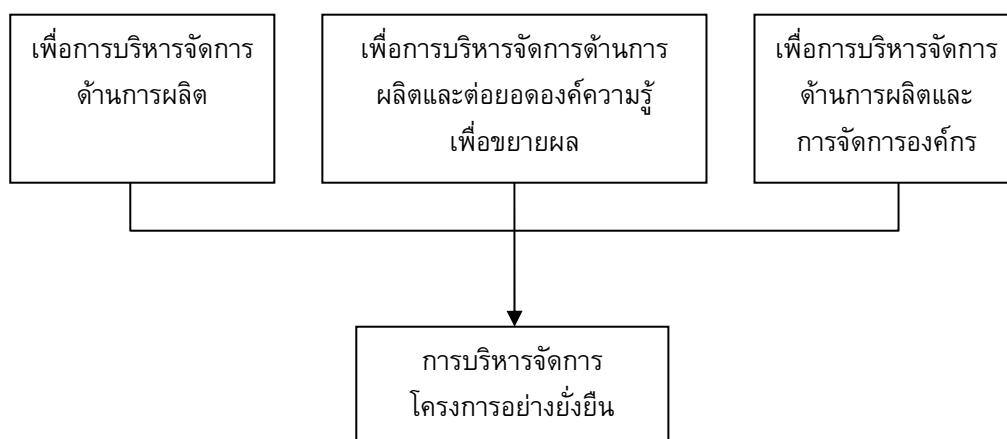 เพื่อการบริหารจัดการ
ด้านการผลิต
เพื่อการบริหารจัดการด้านการ
ผลิตและต่อยอดองค์ความรู้
เพื่อขยายผล
เพื่อการบริหารจัดการ
ด้านการผลิตและ
การจัดการองค์กร
การบริหารจัดการ
โครงการอย่างยั่งยืน